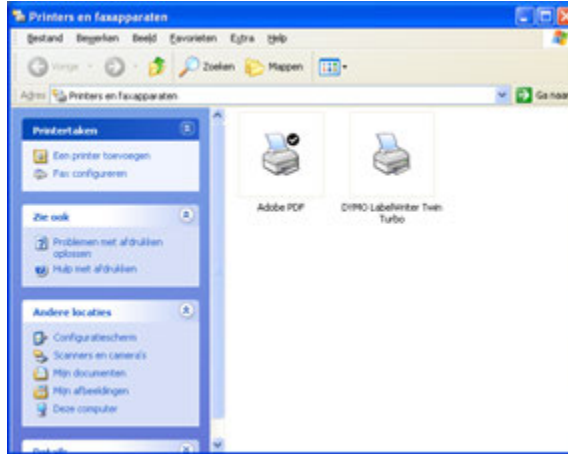 Printers en faxapparaten
Bestand Bewerken Beeld Favorieten Extra Help
Vorige Zoeken Mappen
Adres Printers en faxapparaten Ga naar
Printertaken
Een printer toevoegen
Fax configureren
Zie ook
Problemen met afdrukken
oplossen
Hulp met afdrukken
Andere locaties
Configuratiescherm
Scanners en camera's
Mijn documenten
Mijn afbeeldingen
Deze computer
Details
Adobe PDF
DYMO LabelWriter Twin
Turbo